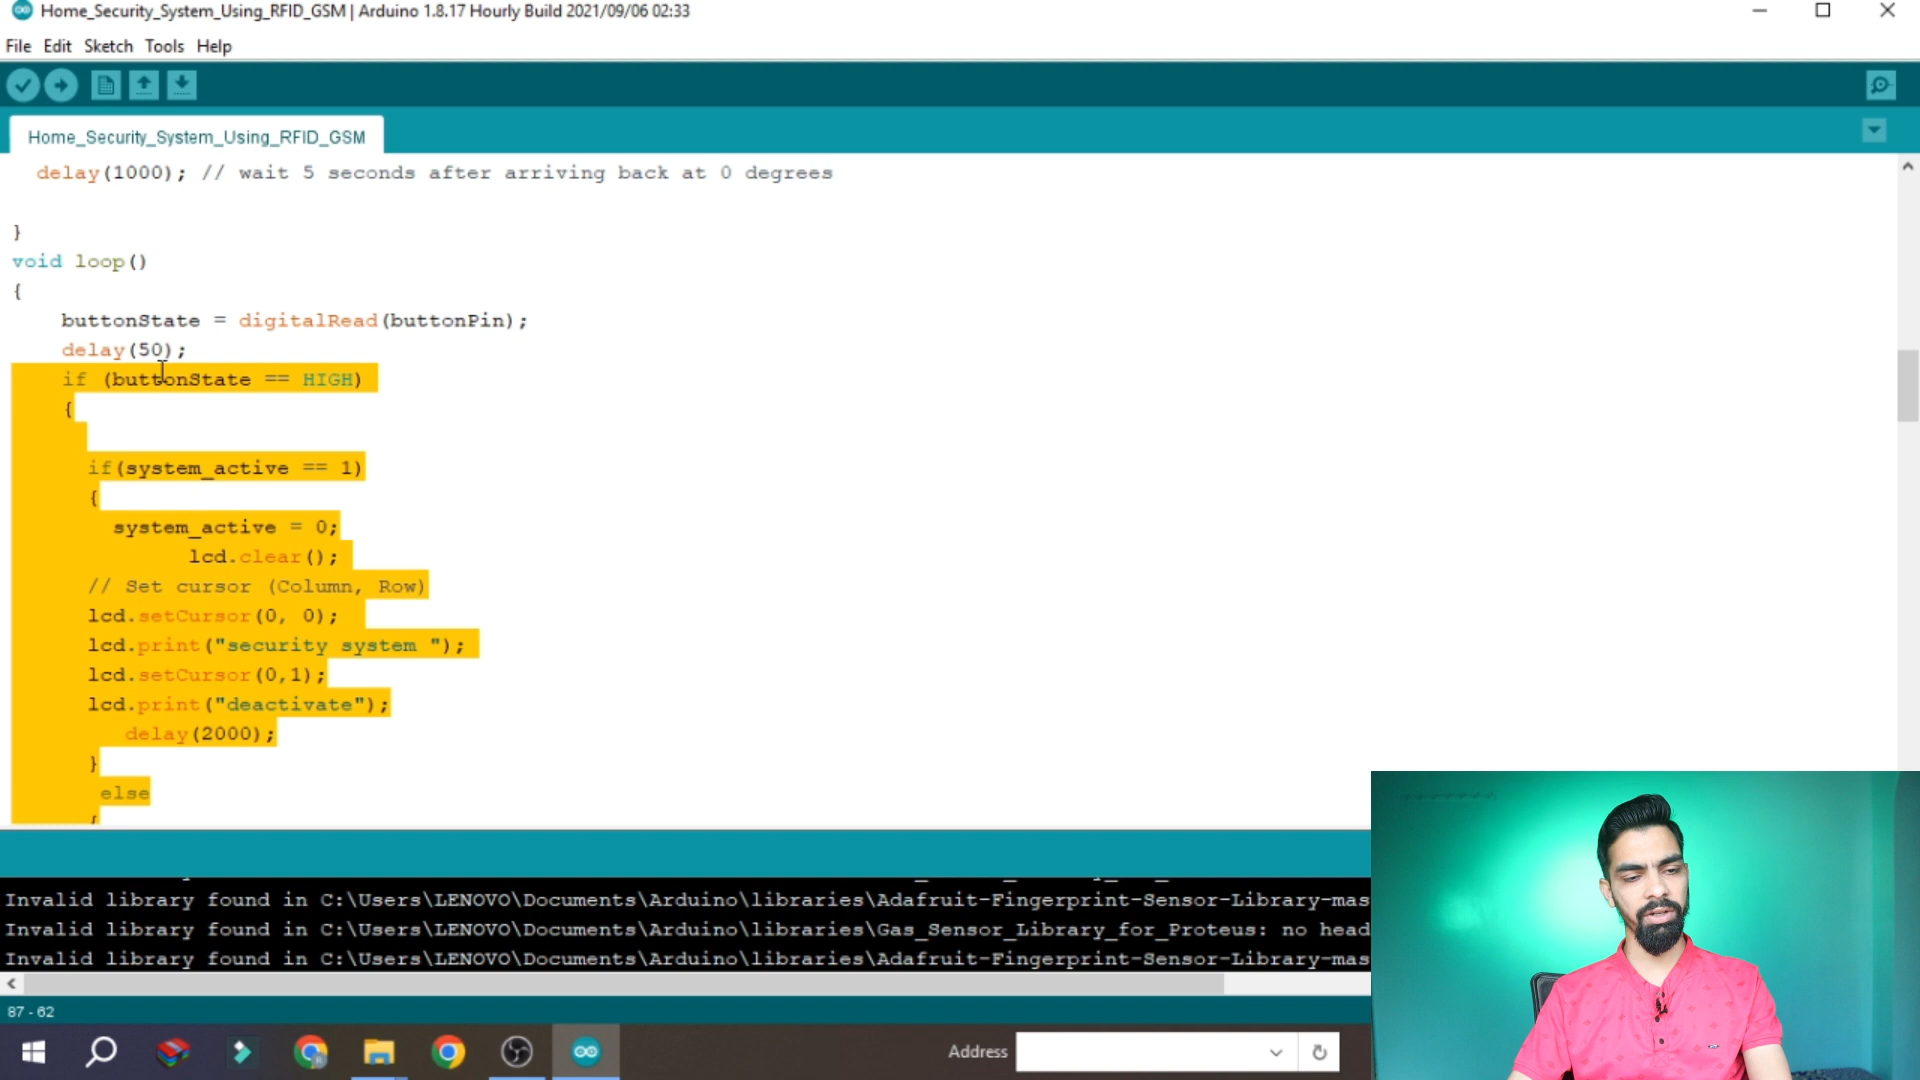 Home_Security_System_Using_RFID_GSM | Arduino 1.8.17 Hourly Build 2021/09/06 02:33
File Edit Sketch Tools Help
Home_Security_System_Using_RFID_GSM
delay(1000); // wait 5 seconds after arriving back at 0 degrees
}
void loop()
{
buttonState = digitalRead(buttonPin);
delay(50);
if (buttonState == HIGH)
{
if(system_active == 1)
{
system_active = 0;
lcd.clear();
// Set cursor (Column, Row)
lcd.setCursor(0, 0);
lcd.print("security system ");
lcd.setCursor(0,1);
lcd.print("deactivate");
delay(2000);
}
else
{
Invalid library found in C:\Users\LENOVO\Documents\Arduino\libraries\Adafruit-Fingerprint-Sensor-Library-mas
Invalid library found in C:\Users\LENOVO\Documents\Arduino\libraries\Gas_Sensor_Library_for_Proteus: no head
Invalid library found in C:\Users\LENOVO\Documents\Arduino\libraries\Adafruit-Fingerprint-Sensor-Library-mas
87 - 62
Address